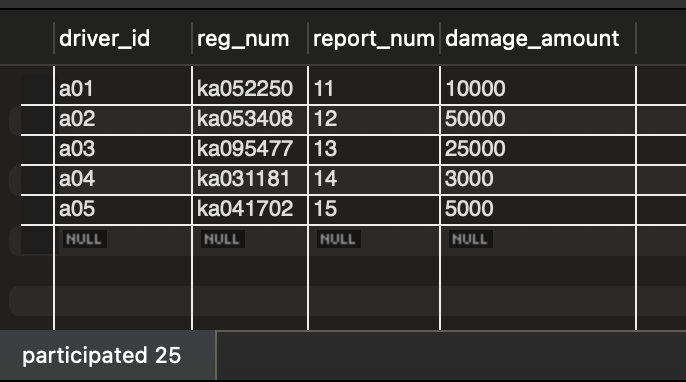 driver_id reg_num report_num damage_amount
a01 ka052250 11 10000
a02 ka053408 12 50000
a03 ka095477 13 25000
a04 ka031181 14 3000
a05 ka041702 15 5000
NULL NULL NULL NULL
participated 25